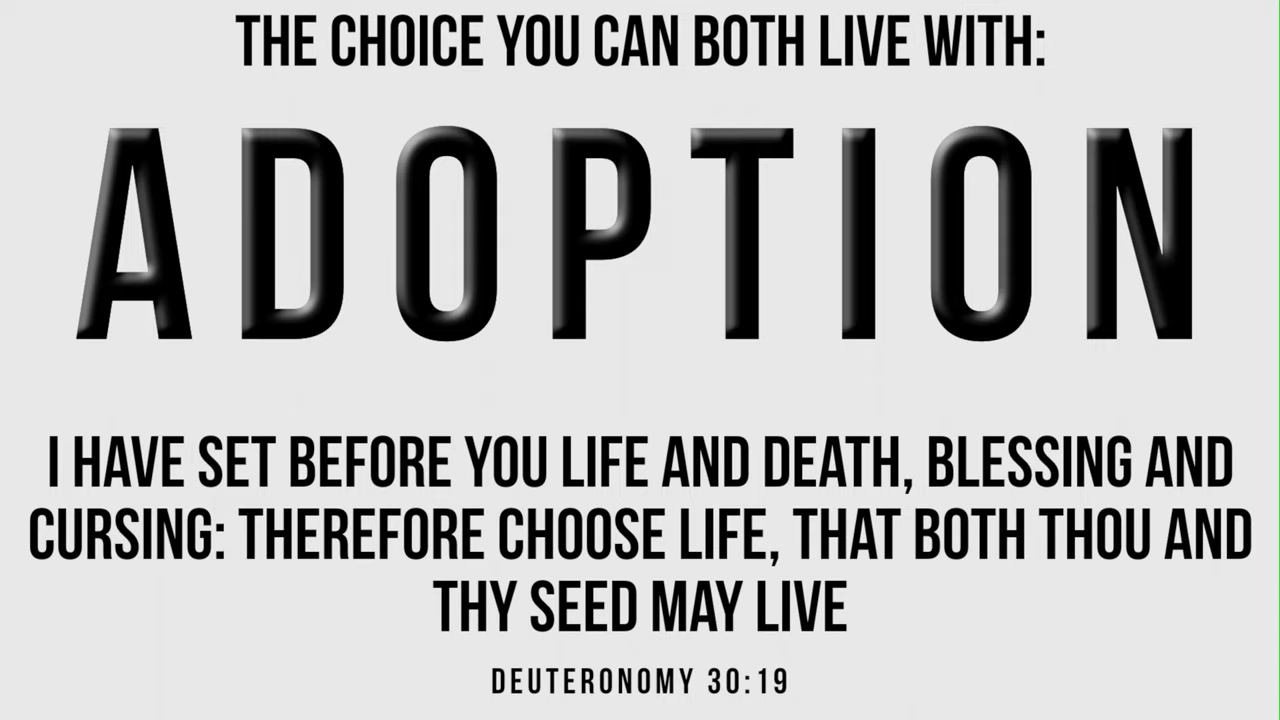 THE CHOICE YOU CAN BOTH LIVE WITH:
ADOPTION
I HAVE SET BEFORE YOU LIFE AND DEATH, BLESSING AND
CURSING: THEREFORE CHOOSE LIFE, THAT BOTH THOU AND
THY SEED MAY LIVE
DEUTERONOMY 30:19